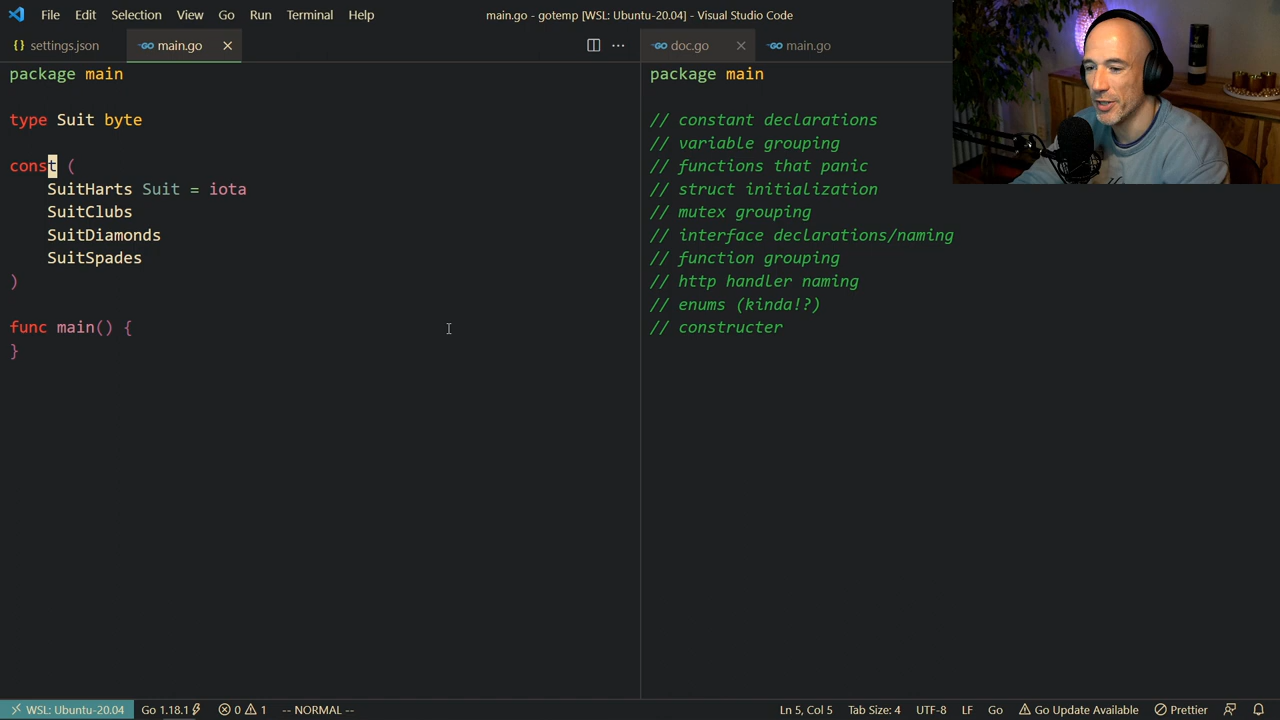 File Edit Selection View Go Run Terminal Help
main.go - gotemp [WSL: Ubuntu-20.04] - Visual Studio Code
{} settings.json
main.go
doc.go
main.go
package main
type Suit byte
const (
SuitHarts Suit = iota
SuitClubs
SuitDiamonds
SuitSpades
)
func main() {
}
package main
// constant declarations
// variable grouping
// functions that panic
// struct initialization
// mutex grouping
// interface declarations/naming
// function grouping
// http handler naming
// enums (kinda!?)
// constructer
WSL: Ubuntu-20.04 Go 1.18.1 0 1 -- NORMAL -- Ln 5, Col 5 Tab Size: 4 UTF-8 LF Go Go Update Available Prettier